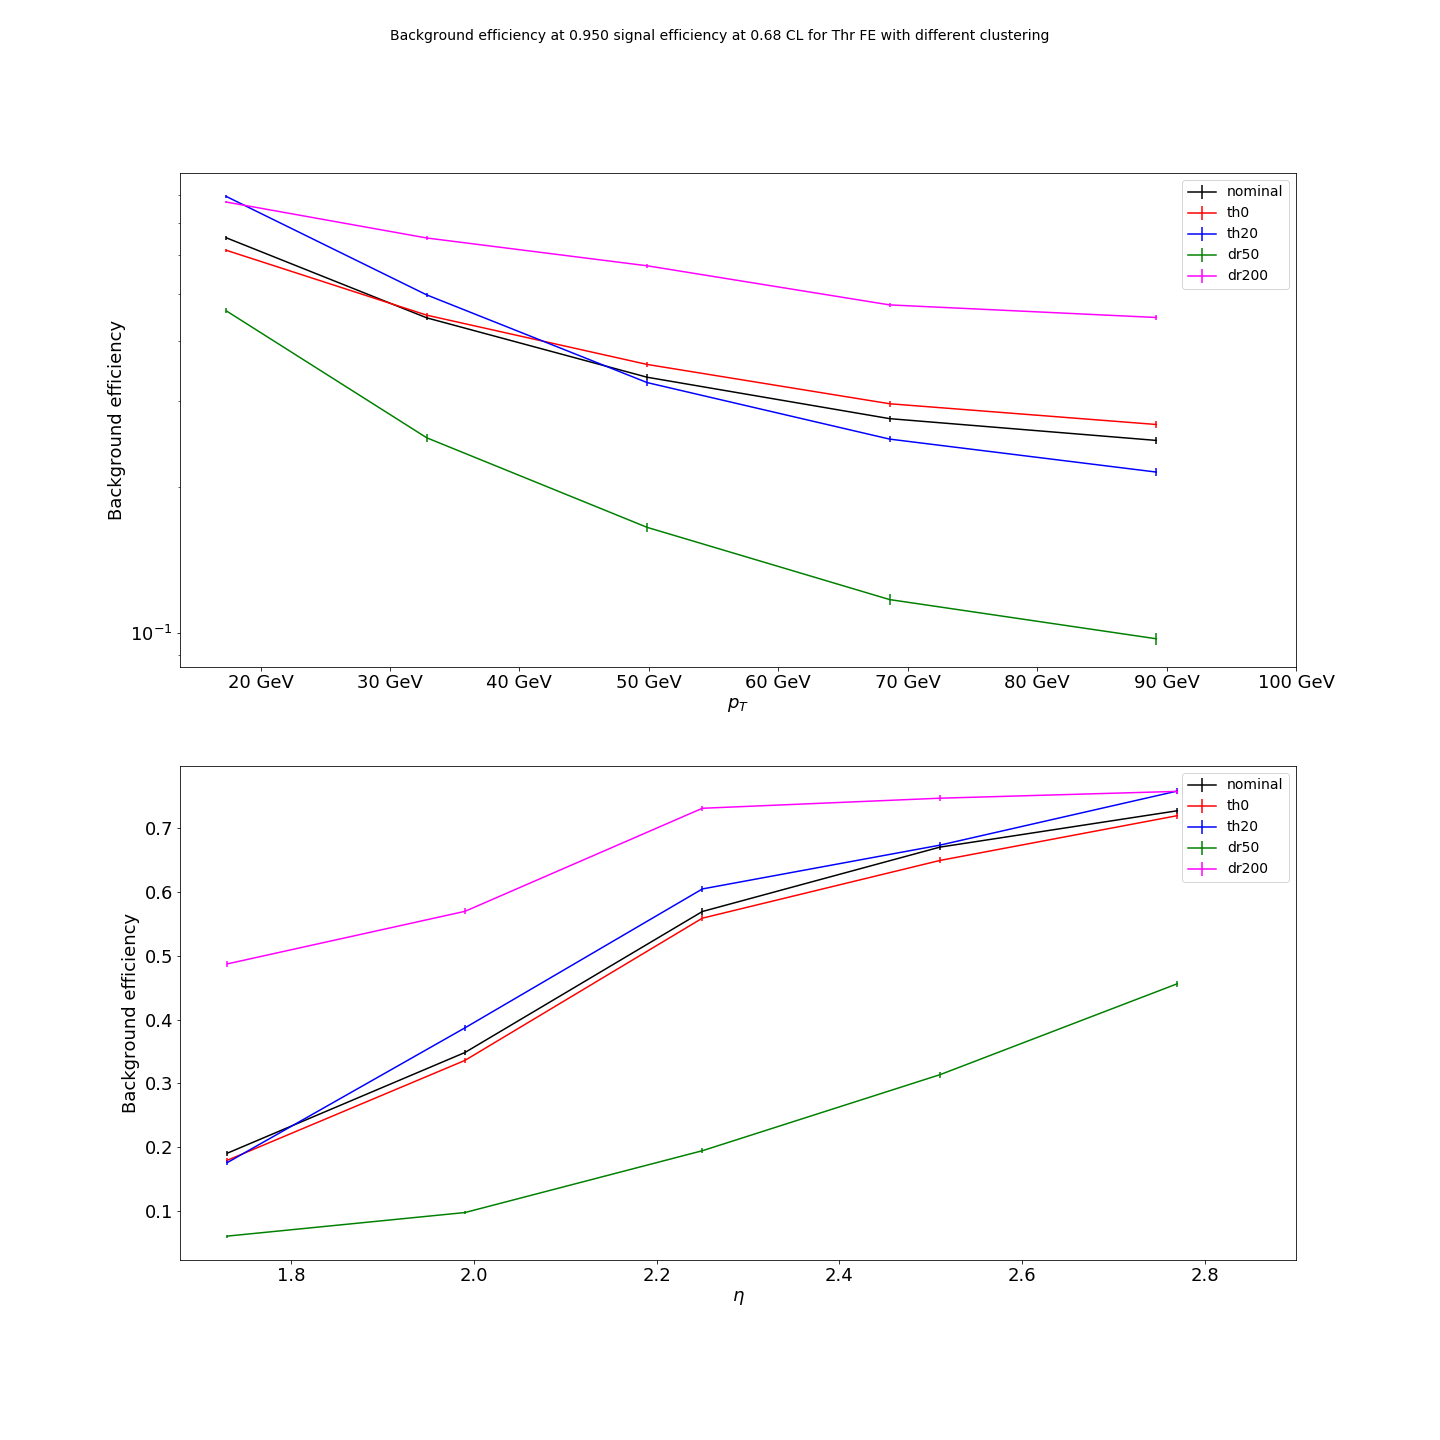 Background efficiency at 0.950 signal efficiency at 0.68 CL for Thr FE with different clustering
Background efficiency
10⁻¹
nominal
th0
th20
dr50
dr200
20 GeV 30 GeV 40 GeV 50 GeV 60 GeV 70 GeV 80 GeV 90 GeV 100 GeV
p_T
Background efficiency
0.7
0.6
0.5
0.4
0.3
0.2
0.1
nominal
th0
th20
dr50
dr200
1.8 2.0 2.2 2.4 2.6 2.8
η